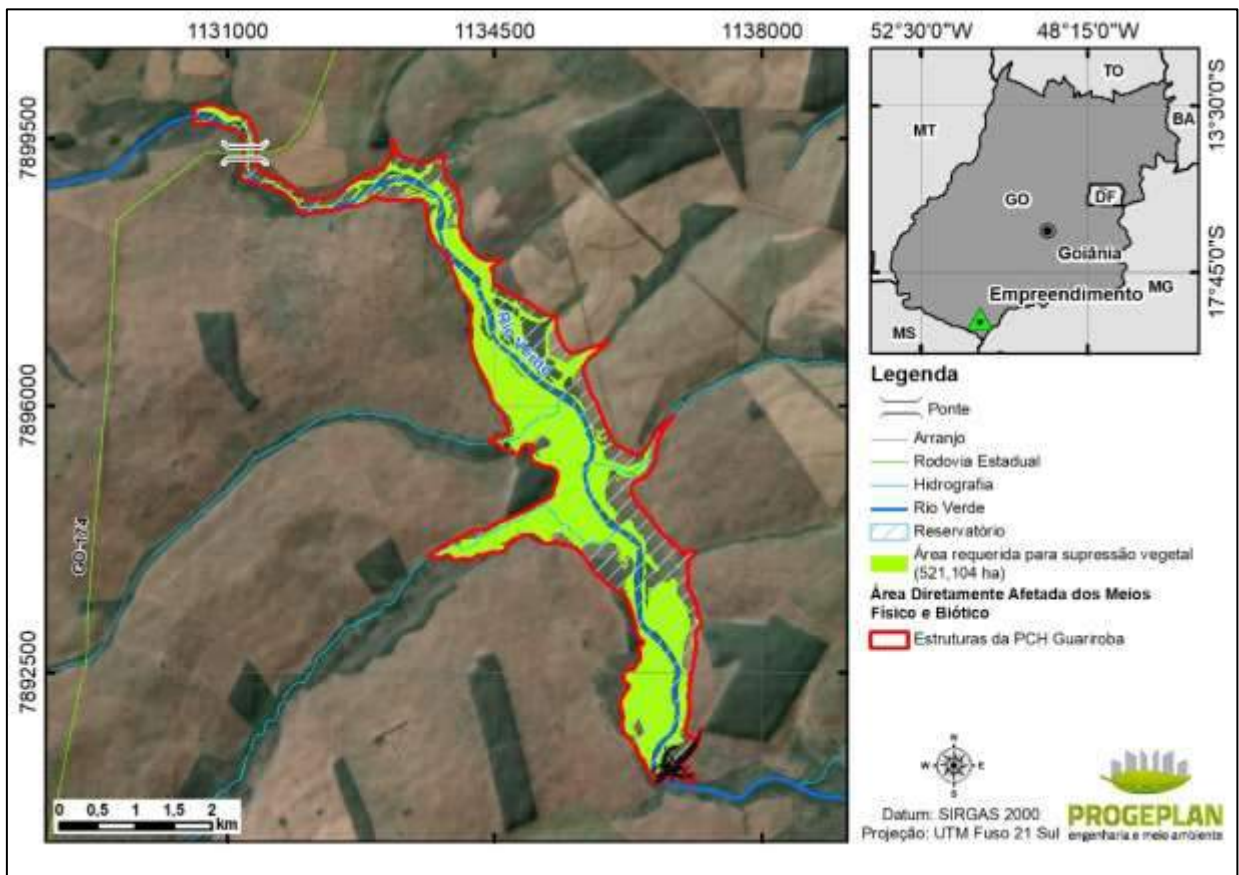 1131000
1134500
1138000
7899500
7896000
7892500
GO-174
Rio Verde
0 0,5 1 1,5 2
km
52°30'0"W
48°15'0"W
13°30'0"S
17°45'0"S
TO
BA
MT
GO
DF
Goiânia
MG
Empreendimento
MS
Legenda
Ponte
Arranjo
Rodovia Estadual
Hidrografia
Rio Verde
Reservatório
Área requerida para supressão vegetal
(521,104 ha)
Área Diretamente Afetada dos Meios
Físico e Biótico
Estruturas da PCH Guariroba
N
W E
S
Datum: SIRGAS 2000
Projeção: UTM Fuso 21 Sul
PROGEPLAN
engenharia e meio ambiente